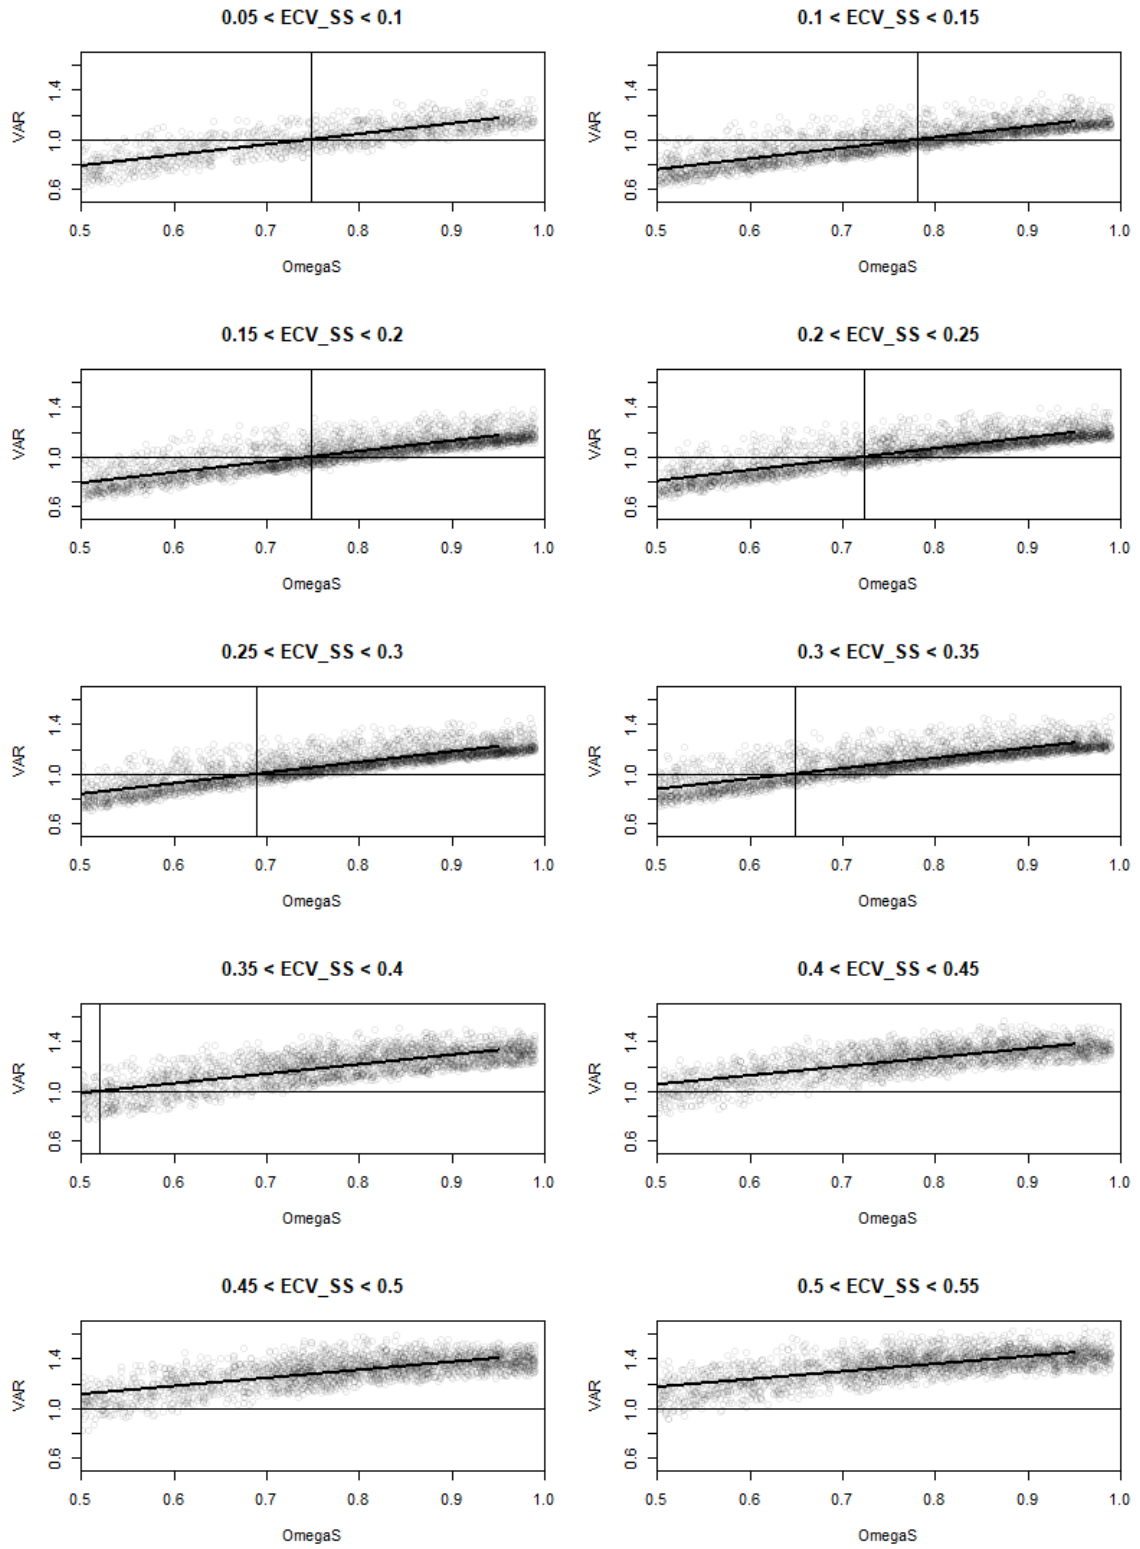 0.05 < ECV_SS < 0.1
VAR
0.6 1.0 1.4
0.5 0.6 0.7 0.8 0.9 1.0
OmegaS
0.1 < ECV_SS < 0.15
VAR
0.6 1.0 1.4
0.5 0.6 0.7 0.8 0.9 1.0
OmegaS
0.15 < ECV_SS < 0.2
VAR
0.6 1.0 1.4
0.5 0.6 0.7 0.8 0.9 1.0
OmegaS
0.2 < ECV_SS < 0.25
VAR
0.6 1.0 1.4
0.5 0.6 0.7 0.8 0.9 1.0
OmegaS
0.25 < ECV_SS < 0.3
VAR
0.6 1.0 1.4
0.5 0.6 0.7 0.8 0.9 1.0
OmegaS
0.3 < ECV_SS < 0.35
VAR
0.6 1.0 1.4
0.5 0.6 0.7 0.8 0.9 1.0
OmegaS
0.35 < ECV_SS < 0.4
VAR
0.6 1.0 1.4
0.5 0.6 0.7 0.8 0.9 1.0
OmegaS
0.4 < ECV_SS < 0.45
VAR
0.6 1.0 1.4
0.5 0.6 0.7 0.8 0.9 1.0
OmegaS
0.45 < ECV_SS < 0.5
VAR
0.6 1.0 1.4
0.5 0.6 0.7 0.8 0.9 1.0
OmegaS
0.5 < ECV_SS < 0.55
VAR
0.6 1.0 1.4
0.5 0.6 0.7 0.8 0.9 1.0
OmegaS